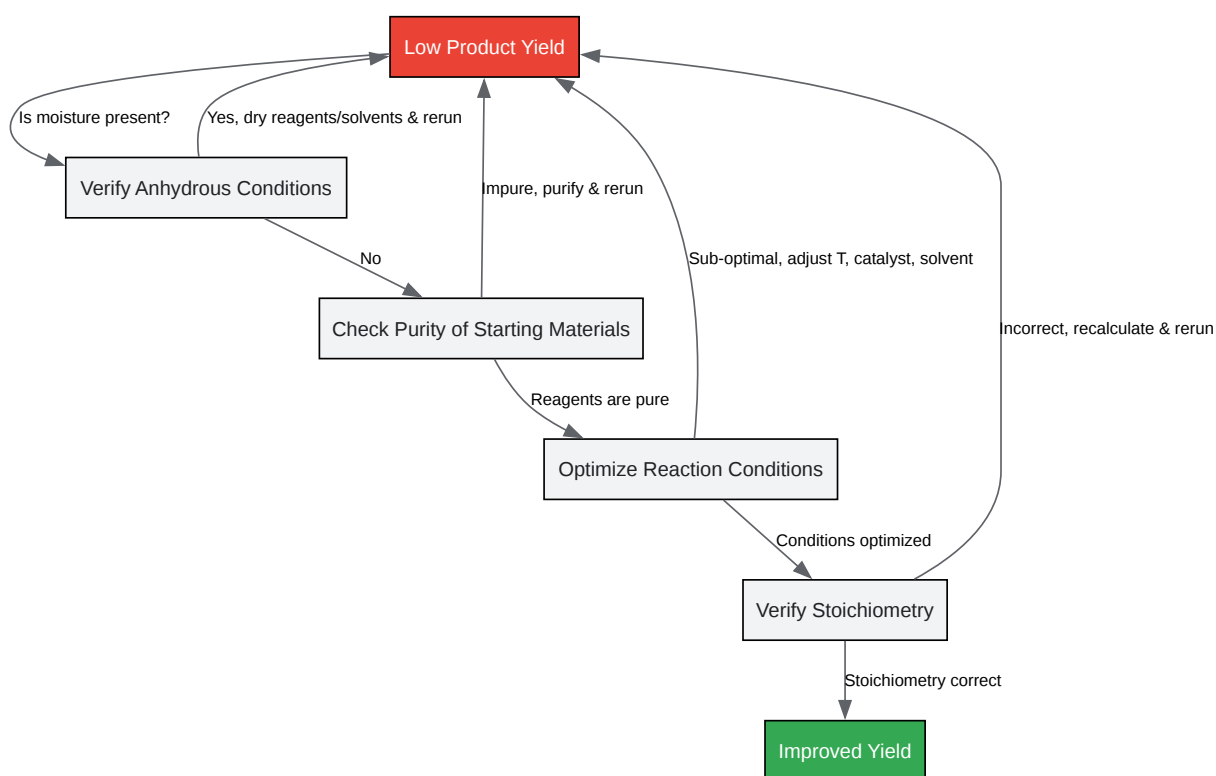 Low Product Yield
Is moisture present?
Yes, dry reagents/solvents & rerun
Verify Anhydrous Conditions
Impure, purify & rerun
No
Sub-optimal, adjust T, catalyst, solvent
Check Purity of Starting Materials
Incorrect, recalculate & rerun
Reagents are pure
Optimize Reaction Conditions
Conditions optimized
Verify Stoichiometry
Stoichiometry correct
Improved Yield